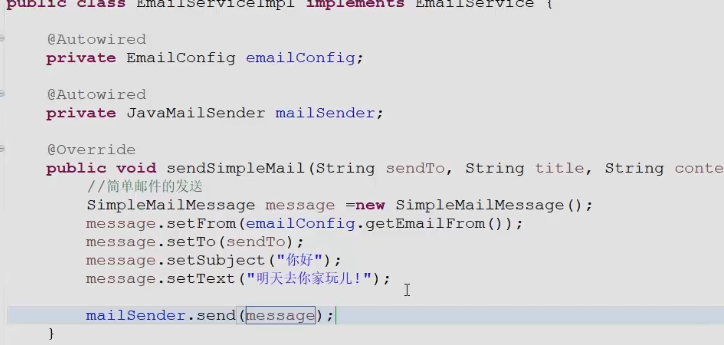 public class EmailServiceImpl implements EmailService {
@Autowired
private EmailConfig emailConfig;
@Autowired
private JavaMailSender mailSender;
@Override
public void sendSimpleMail(String sendTo, String title, String conte
//简单邮件的发送
SimpleMailMessage message =new SimpleMailMessage();
message.setFrom(emailConfig.getEmailFrom());
message.setTo(sendTo);
message.setSubject("你好");
message.setText("明天去你家玩儿!");
mailSender.send(message);
}